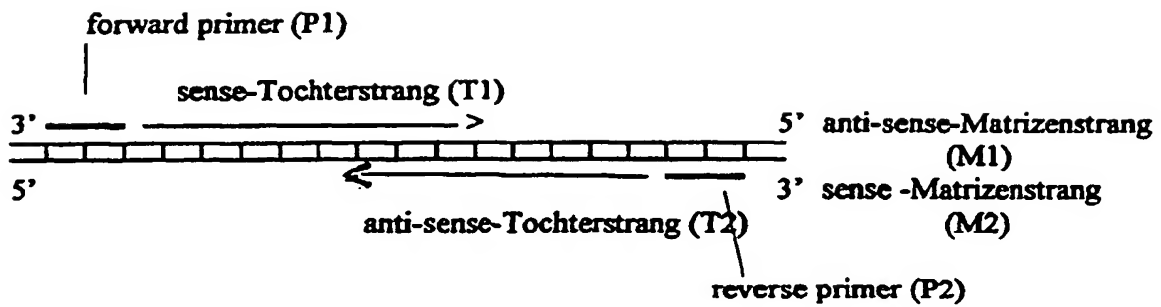 forward primer (P1)
sense-Tochterstrang (T1)
3' 5' anti-sense-Matrizenstrang
(M1)
5' 3' sense -Matrizenstrang
(M2)
anti-sense-Tochterstrang (T2)
reverse primer (P2)